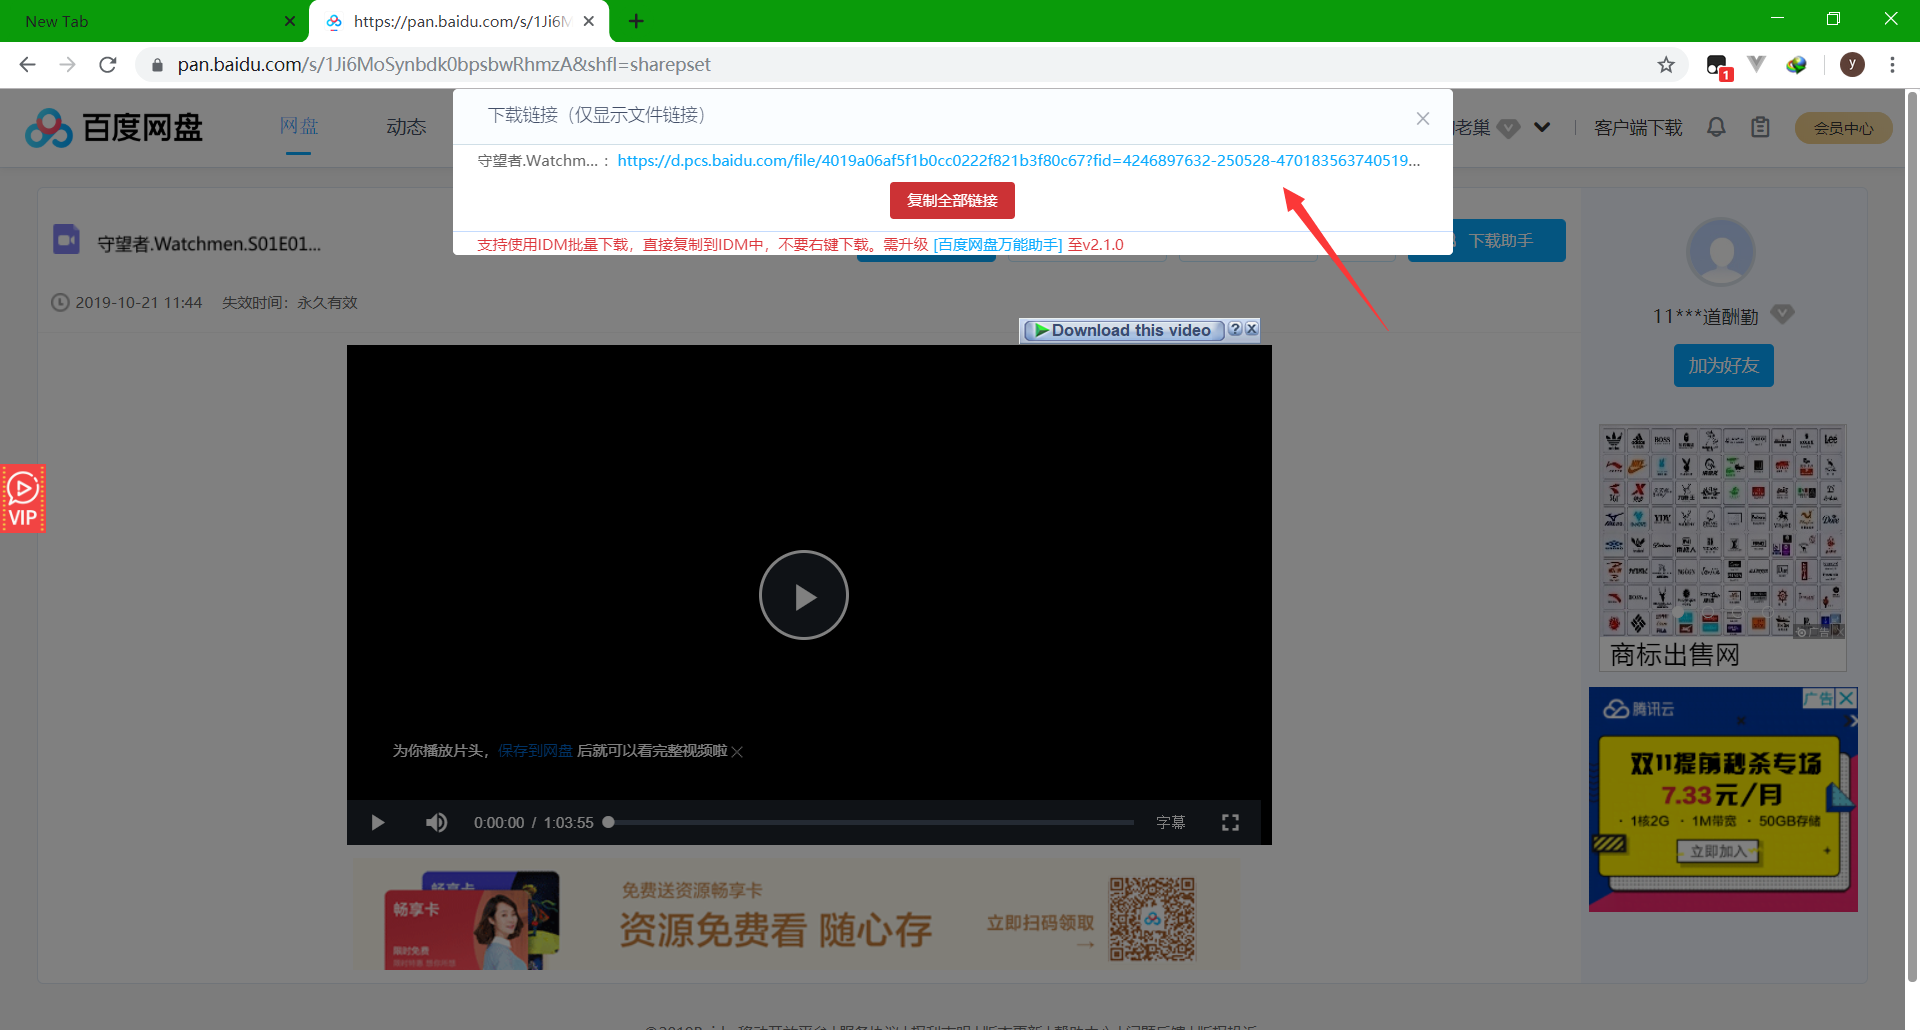 New Tab
https://pan.baidu.com/s/1Ji6M
pan.baidu.com/s/1Ji6MoSynbdk0bpsbwRhmzA&shfl=sharepset
1
y
百度网盘
网盘
动态
老巢
客户端下载
会员中心
下载链接（仅显示文件链接）
守望者.Watchm... ：https://d.pcs.baidu.com/file/4019a06af5f1b0cc0222f821b3f80c67?fid=4246897632-250528-470183563740519...
复制全部链接
支持使用IDM批量下载，直接复制到IDM中，不要右键下载。需升级 [百度网盘万能助手] 至v2.1.0
守望者.Watchmen.S01E01...
下载助手
2019-10-21 11:44 失效时间：永久有效
11***道酬勤
加为好友
Download this video
VIP
为你播放片头，保存到网盘 后就可以看完整视频啦
0:00:00 / 1:03:55
字幕
BOSS
Lee
广告
商标出售网
腾讯云
广告
双11提前秒杀专场
7.33元/月
· 1核2G · 1M带宽 · 50GB存储
立即加入
畅享卡
畅享卡
限时免费
免费送资源畅享卡
资源免费看 随心存
立即扫码领取
→